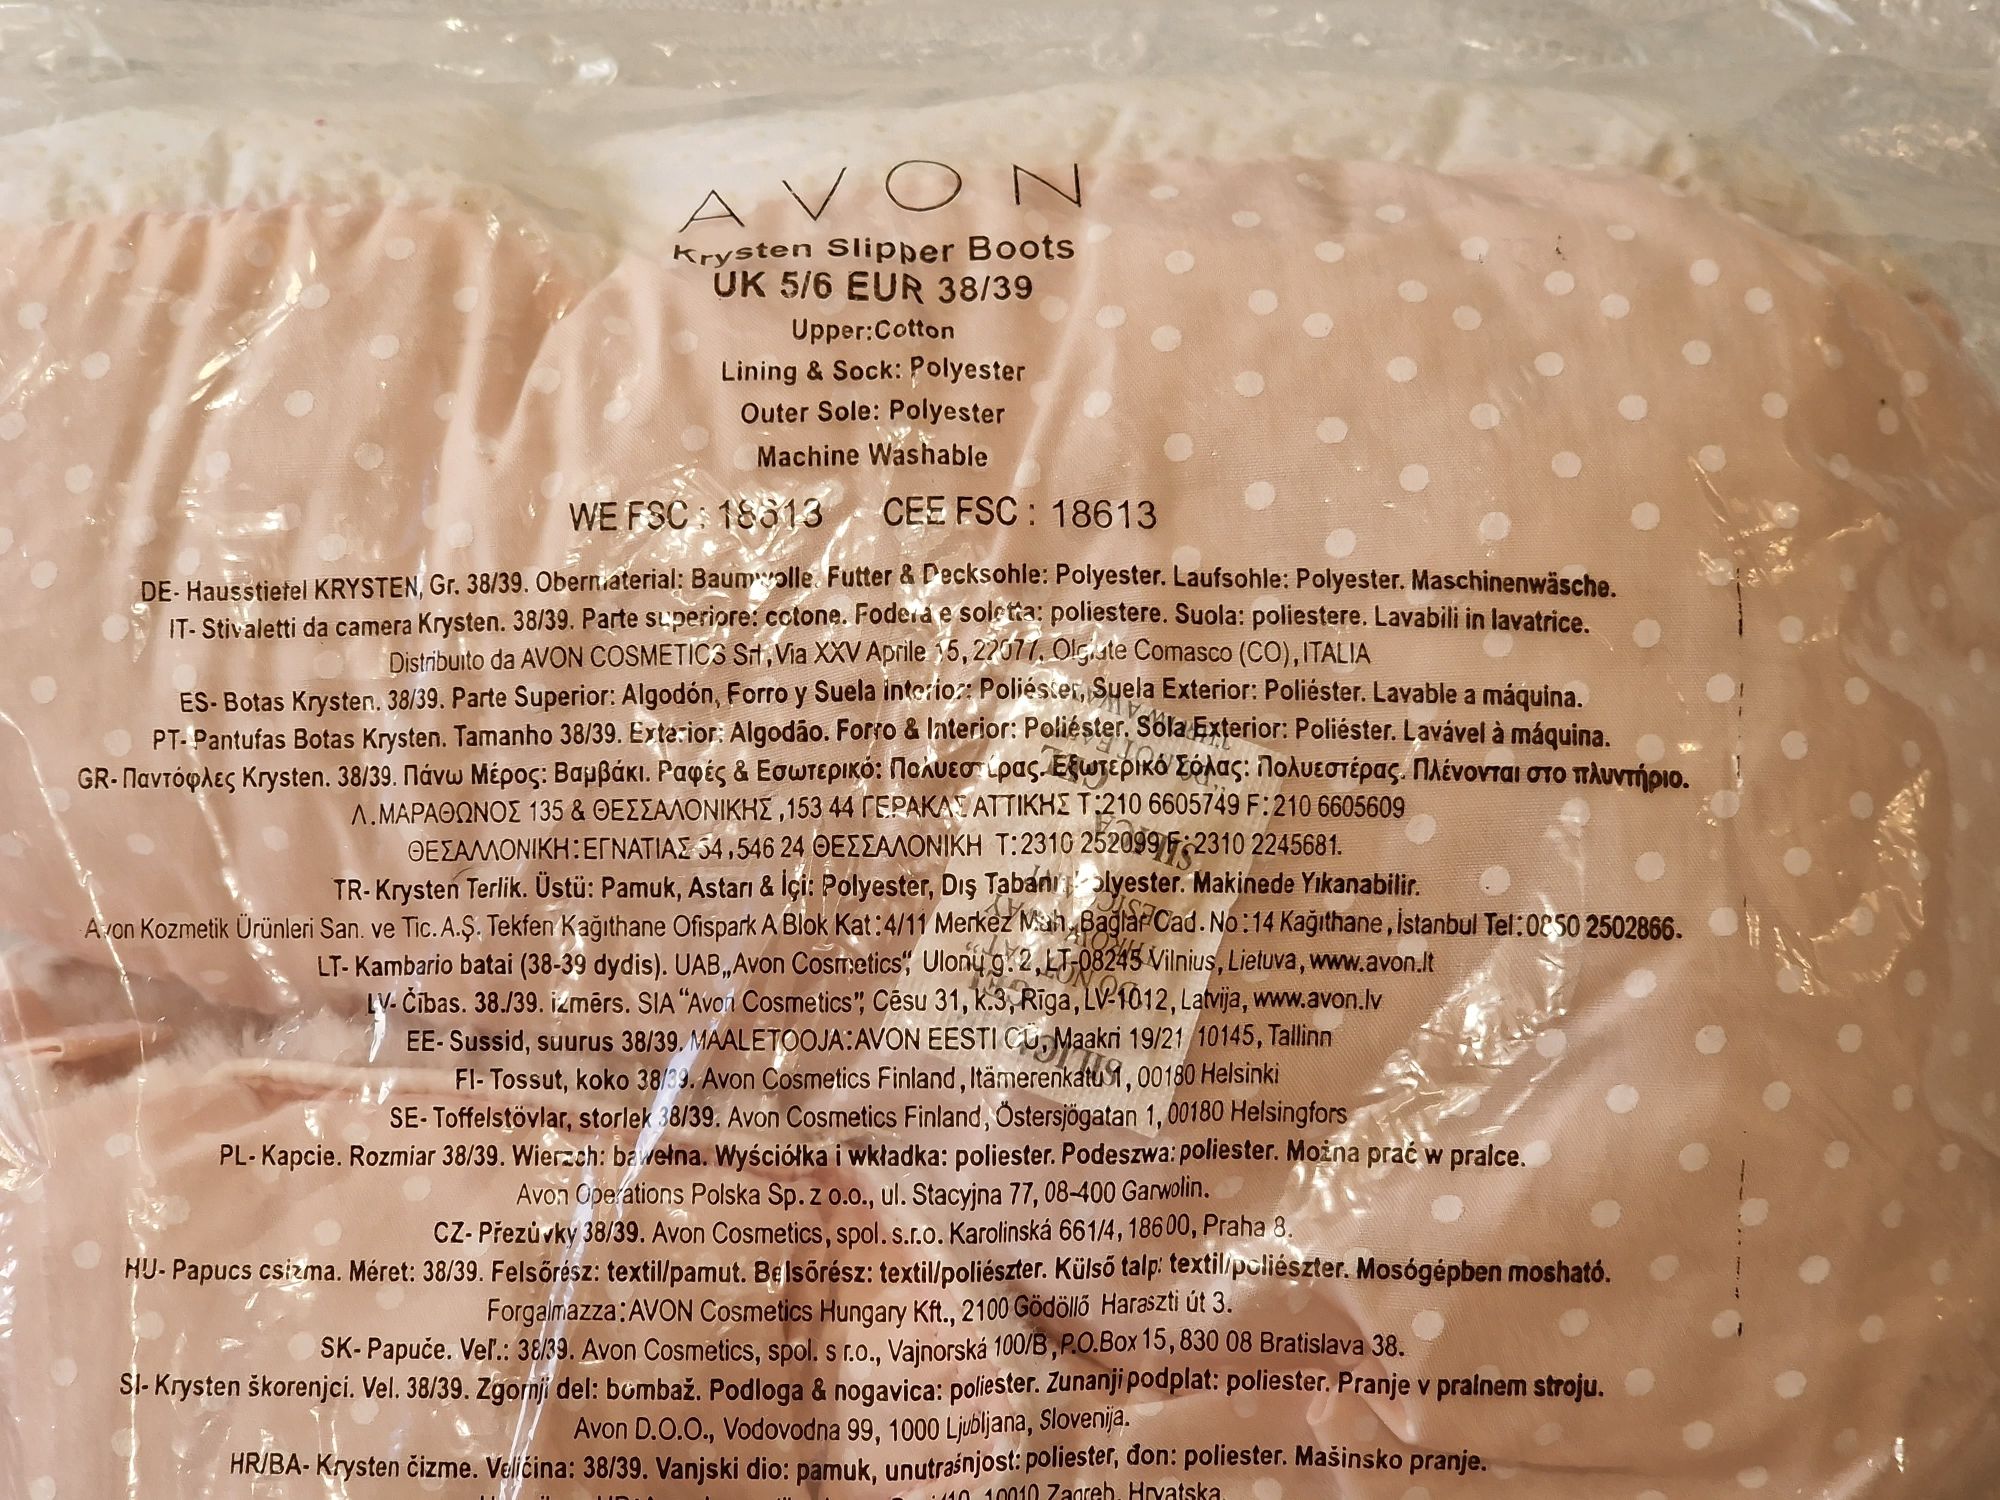 AVON
Krysten Slipper Boots
UK 5/6 EUR 38/39
Upper:Cotton
Lining & Sock: Polyester
Outer Sole: Polyester
Machine Washable
WE FSC : 18613 CEE FSC : 18613
DE- Hausstiefel KRYSTEN, Gr. 38/39. Obermaterial: Baumwolle. Futter & Decksohle: Polyester. Laufsohle: Polyester. Maschinenwäsche.
IT- Stivaletti da camera Krysten. 38/39. Parte superiore: cotone. Fodera e soletta: poliestere. Suola: poliestere. Lavabili in lavatrice.
Distribuito da AVON COSMETICS Srl, Via XXV Aprile 15, 22077, Olgiate Comasco (CO), ITALIA
ES- Botas Krysten. 38/39. Parte Superior: Algodón, Forro y Suela interior: Poliéster, Suela Exterior: Poliéster. Lavable a máquina.
PT- Pantufas Botas Krysten. Tamanho 38/39. Exterior: Algodão. Forro & Interior: Poliéster. Sola Exterior: Poliéster. Lavável à máquina.
GR- Παντόφλες Krysten. 38/39. Πάνω Μέρος: Βαμβάκι. Ραφές & Εσωτερικό: Πολυεστέρας. Εξωτερικό Σόλας: Πολυεστέρας. Πλένονται στο πλυντήριο.
Λ. ΜΑΡΑΘΩΝΟΣ 135 & ΘΕΣΣΑΛΟΝΙΚΗΣ ,153 44 ΓΕΡΑΚΑΣ ΑΤΤΙΚΗΣ Τ:210 6605749 F:210 6605609
ΘΕΣΑΛΛΟΝΙΚΗ:ΕΓΝΑΤΙΑΣ 54,546 24 ΘΕΣΣΑΛΟΝΙΚΗ Τ:2310 252099 F:2310 2245681.
TR- Krysten Terlik. Üstü: Pamuk, Astarı & İçi: Polyester, Dış Tabanı: Polyester. Makinede Yıkanabilir.
Avon Kozmetik Ürünleri San. ve Tic. A.Ş. Tekfen Kağıthane Ofispark A Blok Kat:4/11 Merkez Mah. Bağlar Cad. No:14 Kağıthane, İstanbul Tel:0850 2502866.
LT- Kambario batai (38-39 dydis). UAB„Avon Cosmetics", Ulonų g. 2, LT-08245 Vilnius, Lietuva, www.avon.lt
LV- Čības. 38./39. izmērs. SIA "Avon Cosmetics", Cēsu 31, k.3, Rīga, LV-1012, Latvija, www.avon.lv
EE- Sussid, suurus 38/39. MAALETOOJA:AVON EESTI OÜ, Maakri 19/21 10145, Tallinn
FI- Tossut, koko 38/39. Avon Cosmetics Finland, Itämerenkatu 1, 00180 Helsinki
SE- Toffelstövlar, storlek 38/39. Avon Cosmetics Finland, Östersjögatan 1, 00180 Helsingfors
PL- Kapcie. Rozmiar 38/39. Wierzch: bawełna. Wyściółka i wkładka: poliester. Podeszwa: poliester. Można prać w pralce.
Avon Operations Polska Sp. z o.o., ul. Stacyjna 77, 08-400 Garwolin.
CZ- Přezůvky 38/39. Avon Cosmetics, spol. s.r.o. Karolinská 661/4, 18600, Praha 8.
HU- Papucs csizma. Méret: 38/39. Felsőrész: textil/pamut. Belsőrész: textil/poliészter. Külső talp: textil/poliészter. Mosógépben mosható.
Forgalmazza:AVON Cosmetics Hungary Kft., 2100 Gödöllő Haraszti út 3.
SK- Papuče. Veľ.: 38/39. Avon Cosmetics, spol. s r.o., Vajnorská 100/B, P.O.Box 15, 830 08 Bratislava 38.
SI- Krysten škorenjci. Vel. 38/39. Zgornji del: bombaž. Podloga & nogavica: poliester. Zunanji podplat: poliester. Pranje v pralnem stroju.
Avon D.O.O., Vodovodna 99, 1000 Ljubljana, Slovenija.
HR/BA- Krysten čizme. Veličina: 38/39. Vanjski dio: pamuk, unutrašnjost: poliester, đon: poliester. Mašinsko pranje.
10010 Zagreb, Hrvatska.